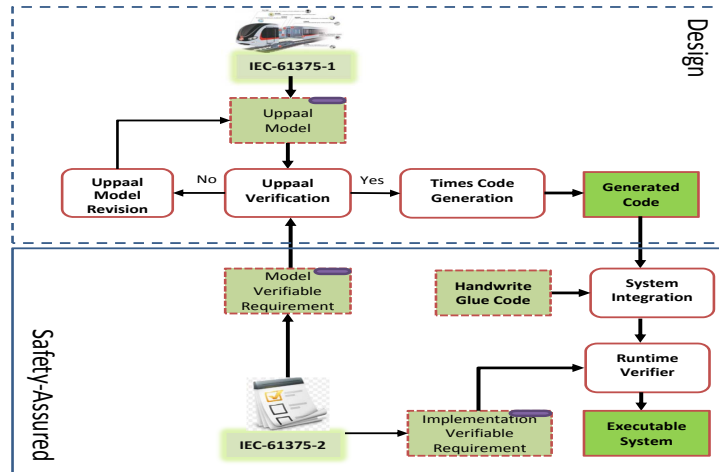 Design
IEC-61375-1
Uppaal
Model
Uppaal
Model
Revision
No
Uppaal
Verification
Yes
Times Code
Generation
Generated
Code
Safety-Assured
Model
Verifiable
Requirement
Handwrite
Glue Code
System
Integration
Runtime
Verifier
IEC-61375-2
Implementation
Verifiable
Requirement
Executable
System